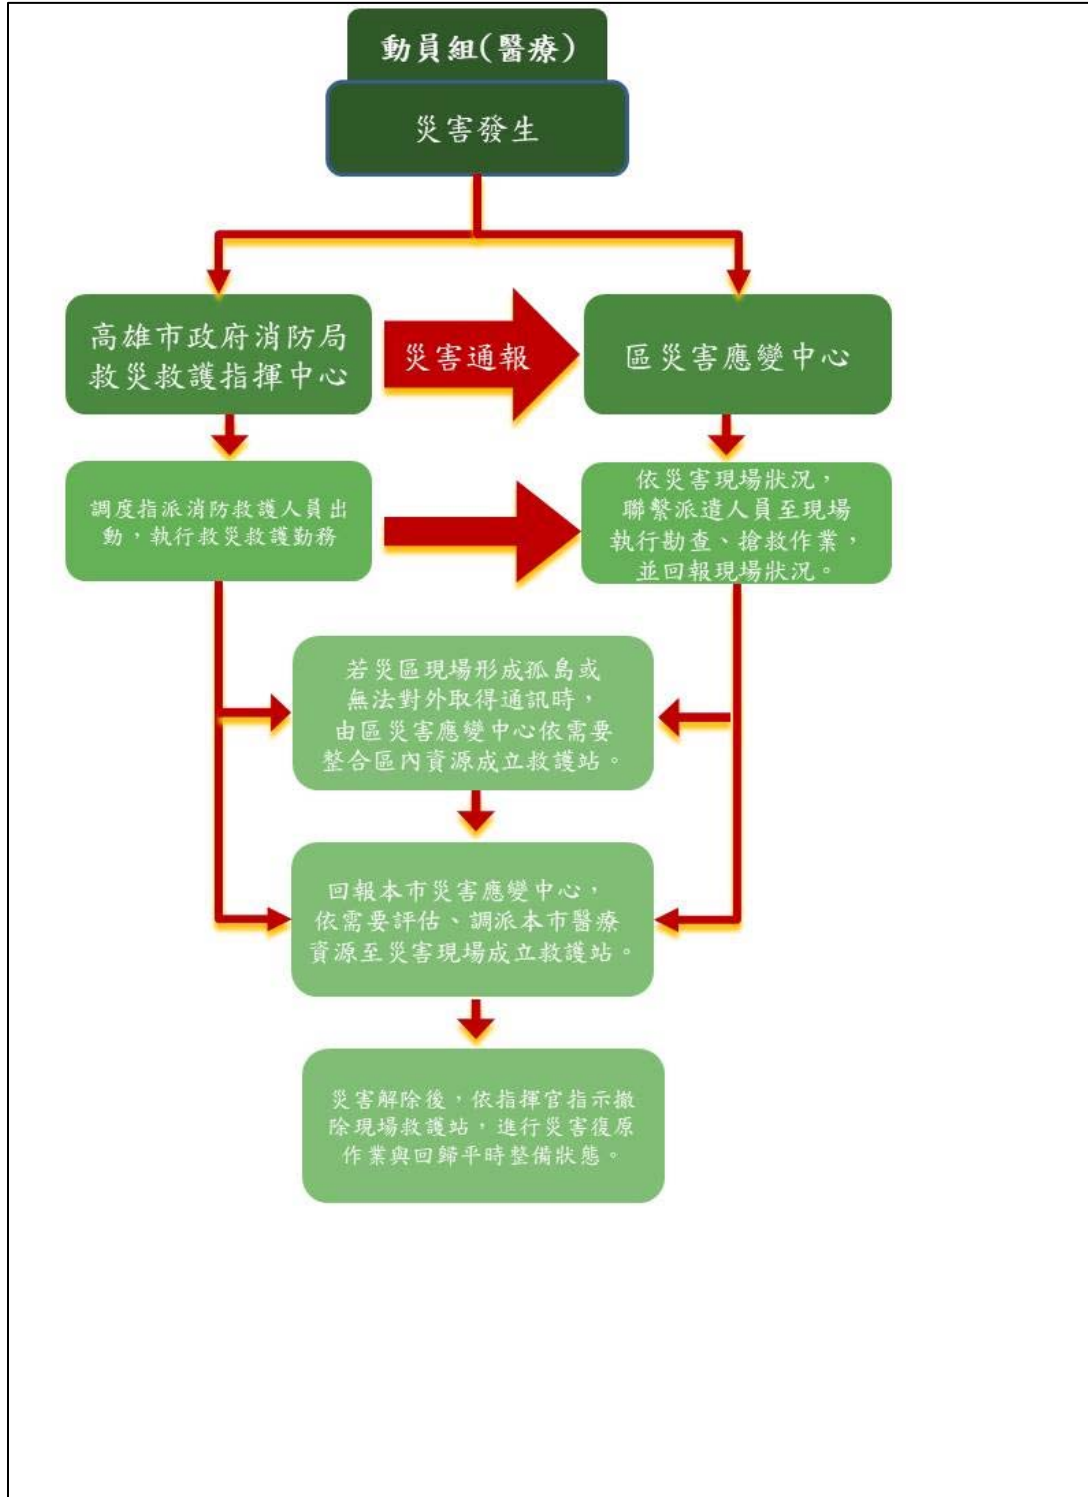 動員組(醫療)
災害發生
高雄市政府消防局
救災救護指揮中心
災害通報
區災害應變中心
調度指派消防救護人員出
動，執行救災救護勤務
依災害現場狀況，
聯繫派遣人員至現場
執行勘查、搶救作業，
並回報現場狀況。
若災區現場形成孤島或
無法對外取得通訊時，
由區災害應變中心依需要
整合區內資源成立救護站。
回報本市災害應變中心，
依需要評估、調派本市醫療
資源至災害現場成立救護站。
災害解除後，依指揮官指示撤
除現場救護站，進行災害復原
作業與回歸平時整備狀態。